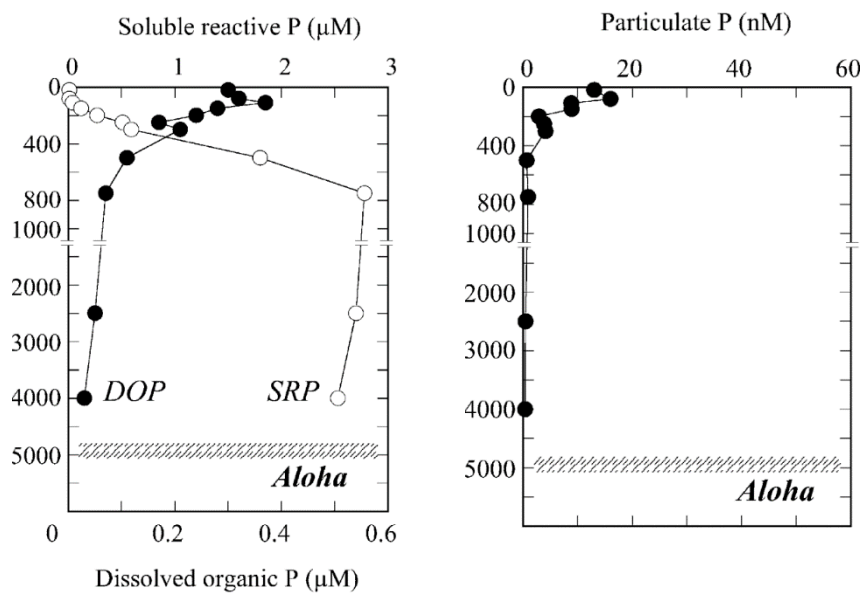 Soluble reactive P (μM)
0 1 2 3
0
400
800
1000
2000
3000
4000
5000
DOP
SRP
Aloha
0 0.2 0.4 0.6
Dissolved organic P (μM)
Particulate P (nM)
0 20 40 60
0
200
400
600
800
1000
2000
3000
4000
5000
Aloha